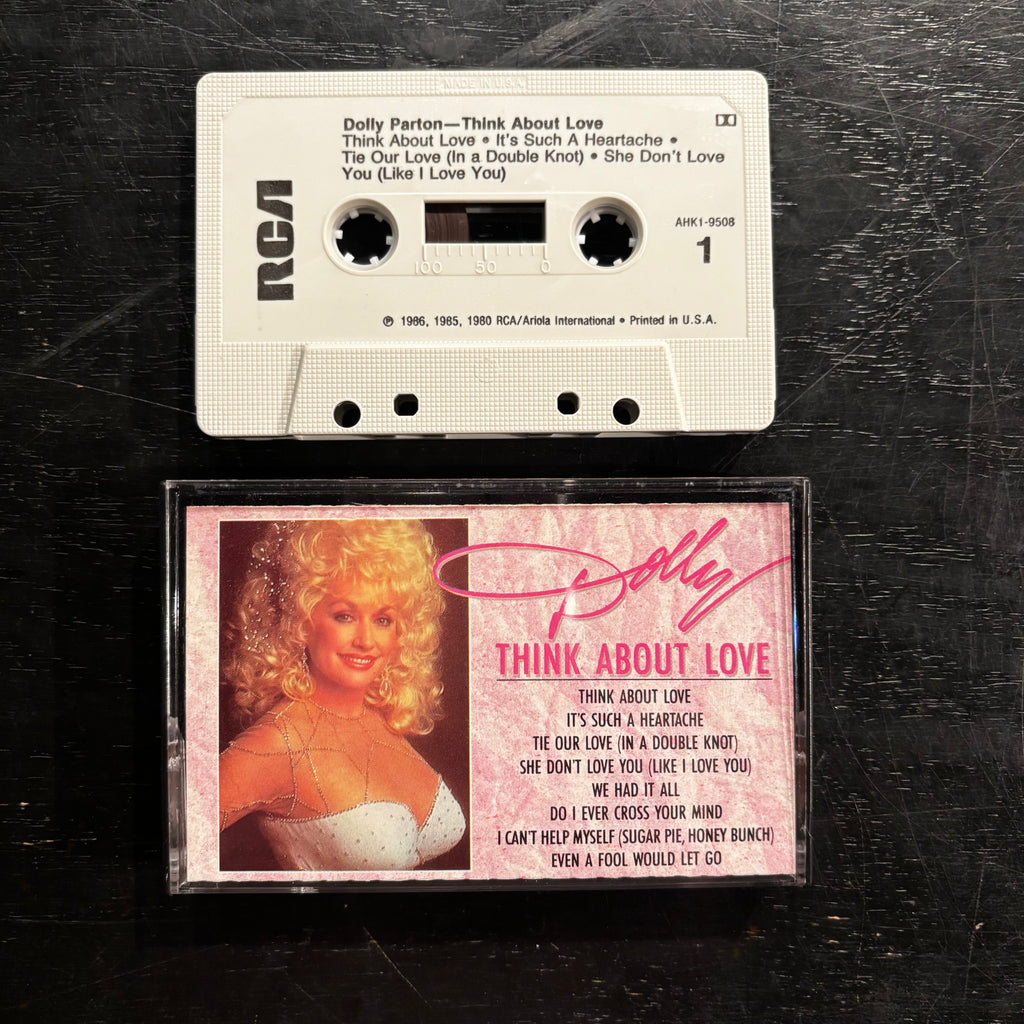 MADE IN U.S.A.
Dolly Parton—Think About Love
Think About Love • It's Such A Heartache •
Tie Our Love (In a Double Knot) • She Don't Love
You (Like I Love You)
RCA
AHK1-9508
1
100 50 0
℗ 1986, 1985, 1980 RCA/Ariola International • Printed in U.S.A.
Dolly
THINK ABOUT LOVE
THINK ABOUT LOVE
IT'S SUCH A HEARTACHE
TIE OUR LOVE (IN A DOUBLE KNOT)
SHE DON'T LOVE YOU (LIKE I LOVE YOU)
WE HAD IT ALL
DO I EVER CROSS YOUR MIND
I CAN'T HELP MYSELF (SUGAR PIE, HONEY BUNCH)
EVEN A FOOL WOULD LET GO